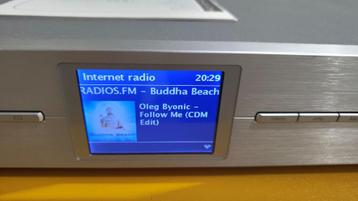 Internet radio 20:29
RADIOS.FM - Buddha Beach
Oleg Byonic -
Follow Me (CDM
Edit)